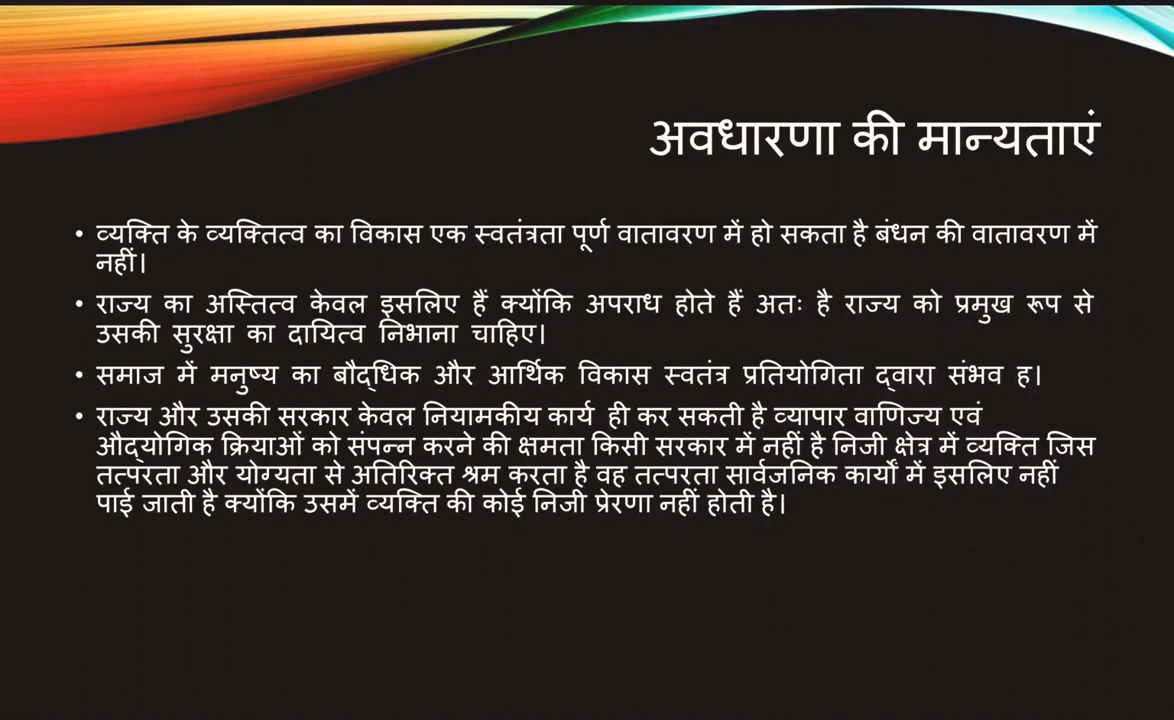 अवधारणा की मान्यताएं
• व्यक्ति के व्यक्तित्व का विकास एक स्वतंत्रता पूर्ण वातावरण में हो सकता है बंधन की वातावरण में
नहीं।
• राज्य का अस्तित्व केवल इसलिए हैं क्योंकि अपराध होते हैं अतः है राज्य को प्रमुख रूप से
उसकी सुरक्षा का दायित्व निभाना चाहिए।
• समाज में मनुष्य का बौद्धिक और आर्थिक विकास स्वतंत्र प्रतियोगिता द्वारा संभव ह।
• राज्य और उसकी सरकार केवल नियामकीय कार्य ही कर सकती है व्यापार वाणिज्य एवं
औद्योगिक क्रियाओं को संपन्न करने की क्षमता किसी सरकार में नहीं है निजी क्षेत्र में व्यक्ति जिस
तत्परता और योग्यता से अतिरिक्त श्रम करता है वह तत्परता सार्वजनिक कार्यों में इसलिए नहीं
पाई जाती है क्योंकि उसमें व्यक्ति की कोई निजी प्रेरणा नहीं होती है।